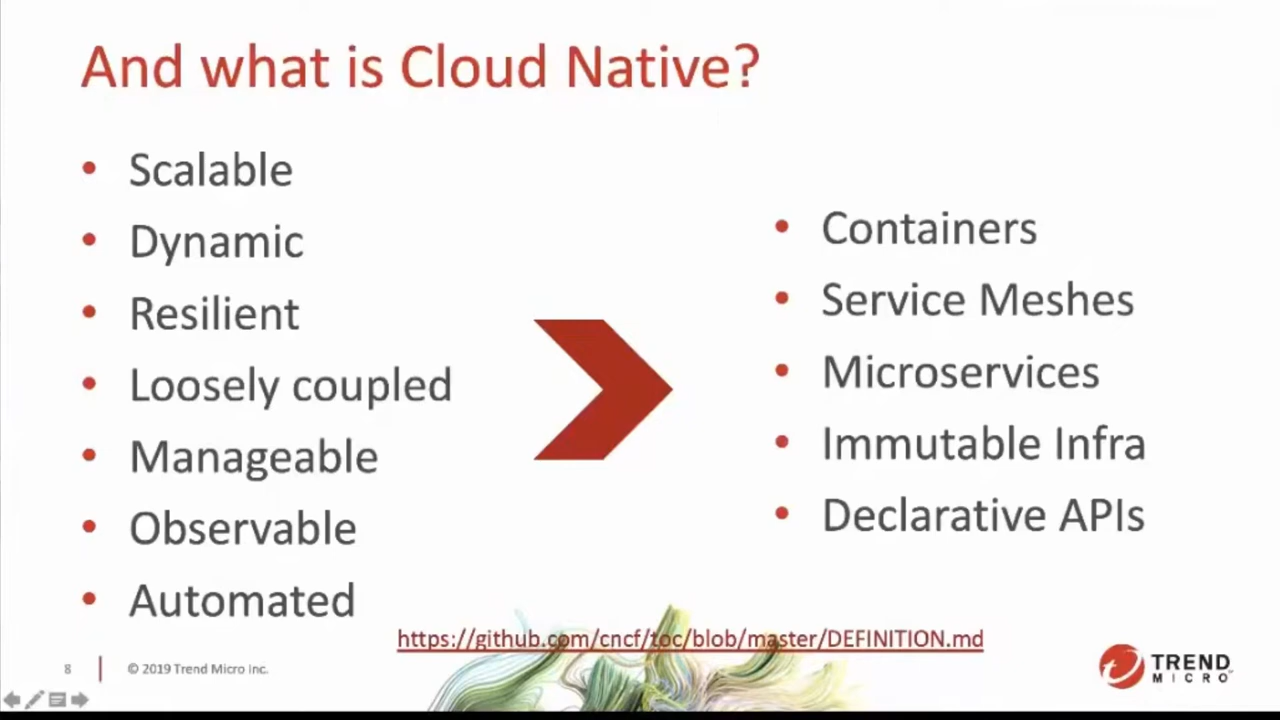 And what is Cloud Native?
• Scalable
• Dynamic
• Resilient
• Loosely coupled
• Manageable
• Observable
• Automated
• Containers
• Service Meshes
• Microservices
• Immutable Infra
• Declarative APIs
https://github.com/cncf/toc/blob/master/DEFINITION.md
8
© 2019 Trend Micro Inc.
TREND
MICRO